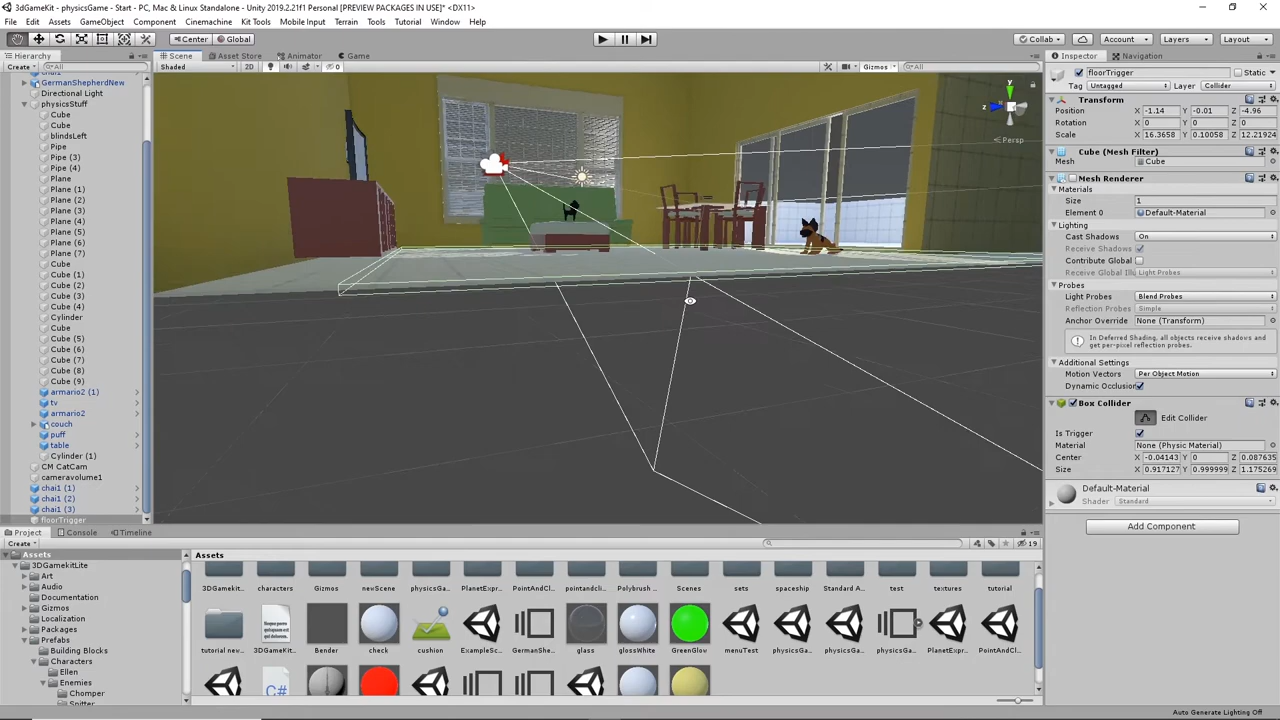 3dGameKit - physicsGame - Start - PC, Mac & Linux Standalone - Unity 2019.2.21f1 Personal [PREVIEW PACKAGES IN USE]* <DX11>
File Edit Assets GameObject Component Cinemachine Kit Tools Mobile Input Terrain Tools Tutorial Window Help
Center Global Collab Account Layers Layout
Hierarchy Scene Asset Store Animator Game Inspector Navigation
Create All Shaded 2D 0 Gizmos All
floorTrigger Static
Tag Untagged Layer Collider
GermanShepherdNew
Directional Light
physicsStuff
Cube
Cube
blindsLeft
Pipe
Pipe (3)
Pipe (4)
Plane
Plane (1)
Plane (2)
Plane (3)
Plane (4)
Plane (5)
Plane (6)
Plane (7)
Cube
Cube (1)
Cube (2)
Cube (3)
Cube (4)
Cylinder
Cube
Cube (5)
Cube (6)
Cube (7)
Cube (8)
Cube (9)
armario2 (1)
tv
armario2
couch
puff
table
Cylinder (1)
CM CatCam
cameravolume1
chai1 (1)
chai1 (2)
chai1 (3)
floorTrigger
y
z
Persp
Transform
Position X -1.14 Y -0.01 Z -4.96
Rotation X 0 Y 0 Z 0
Scale X 16.3658 Y 0.10058 Z 12.21924
Cube (Mesh Filter)
Mesh Cube
Mesh Renderer
Materials
Size 1
Element 0 Default-Material
Lighting
Cast Shadows On
Receive Shadows
Contribute Global
Receive Global Illu Light Probes
Probes
Light Probes Blend Probes
Reflection Probes Simple
Anchor Override None (Transform)
In Deferred Shading, all objects receive shadows and
get per-pixel reflection probes.
Additional Settings
Motion Vectors Per Object Motion
Dynamic Occlusion
Box Collider
Edit Collider
Is Trigger
Material None (Physic Material)
Center X -0.04143 Y 0 Z 0.087635
Size X 0.917127 Y 0.999999 Z 1.175269
Default-Material
Shader Standard
Add Component
Project Console Timeline
Create 19
Assets
3DGamekitLite
Art
Audio
Documentation
Gizmos
Localization
Packages
Prefabs
Building Blocks
Characters
Ellen
Enemies
Chomper
Spitter
Assets
3DGamekit... characters Gizmos newScene physicsGa... PlanetExpr... PointAndC... pointandcli... Polybrush ... Scenes sets spaceship Standard A... test textures tutorial
tutorial new... 3DGameKit... Bender check cushion ExampleSc... GermanShe... glass glossWhite GreenGlow menuTest physicsGa... physicsGa... physicsGa... PlanetExpr... PointAndCl...
C#
Auto Generate Lighting Off